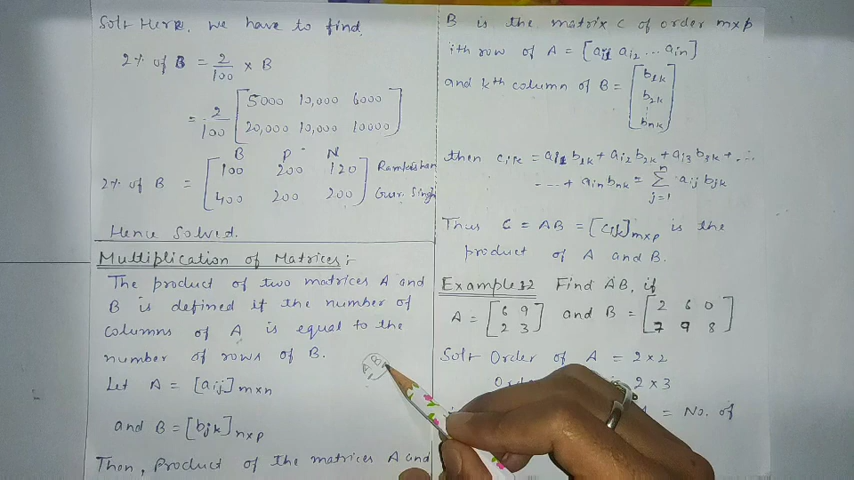 Sol: Here, we have to find
2% of B = 2/100 × B
= 2/100 [5000 10,000 6000
20,000 10,000 10000]
B P N
2% of B = [100 200 120] Ramkishan
[400 200 200] Gur. Singh
Hence Solved.
Multiplication of Matrices:
The product of two matrices A and
B is defined if the number of
columns of A is equal to the
number of rows of B.
A, B
Let A = [aij] m×n
and B = [bjk] n×p
Then, Product of the matrices A and
B is the matrix C of order m×p
ith row of A = [ai1 ai2 ... ain]
and kth column of B = [b1k
b2k
⋮
bnk]
then cik = ai1 b1k + ai2 b2k + ai3 b3k + ...
... + ain bnk = n∑j=1 aij bjk
Thus C = AB = [cik] m×p is the
product of A and B.
Example:12 Find AB, if
A = [6 9
2 3] and B = [2 6 0
7 9 8]
Sol: Order of A = 2×2
2×3
= No. of